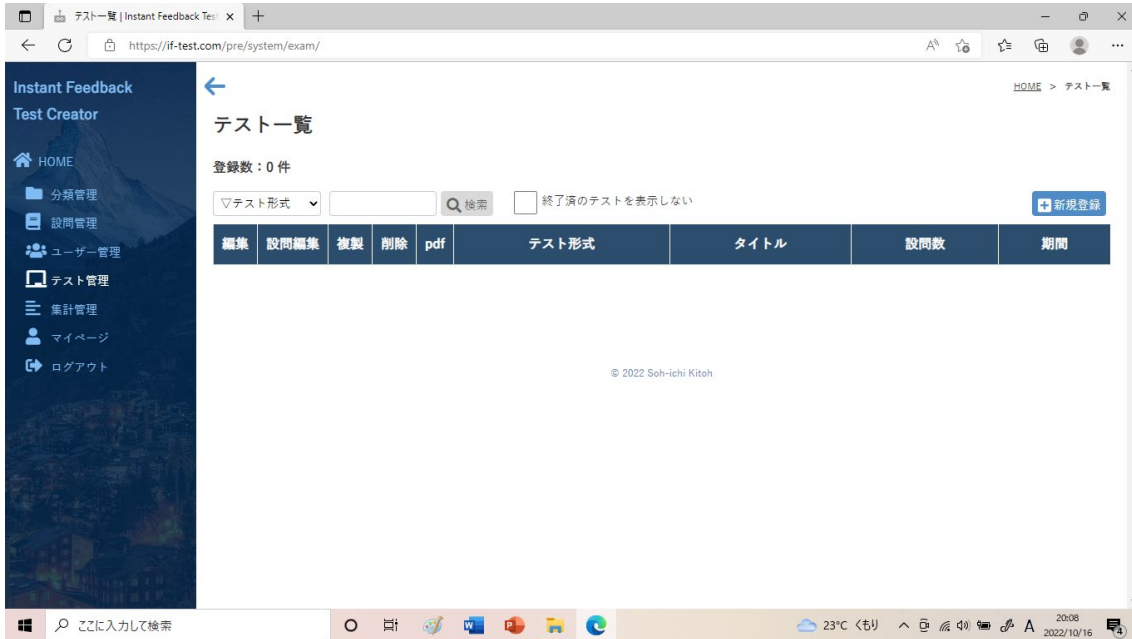 テスト一覧 | Instant Feedback Tes
https://if-test.com/pre/system/exam/
Instant Feedback
Test Creator
HOME
分類管理
設問管理
ユーザー管理
テスト管理
集計管理
マイページ
ログアウト
HOME > テスト一覧
テスト一覧
登録数：0 件
▽テスト形式 検索 終了済のテストを表示しない 新規登録
編集 設問編集 複製 削除 pdf テスト形式 タイトル 設問数 期間
© 2022 Soh-ichi Kitoh
ここに入力して検索
23°C くもり A 20:08
2022/10/16
4